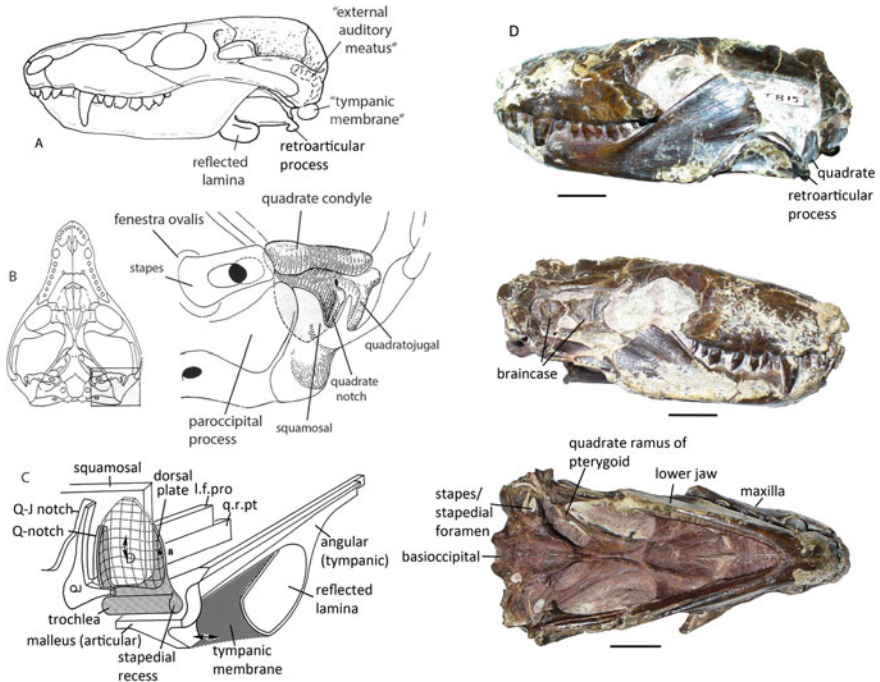 "external
auditory
meatus"
"tympanic
membrane"
A
retroarticular
process
reflected
lamina
B
fenestra ovalis
quadrate condyle
stapes
quadratojugal
quadrate
notch
paroccipital
process
squamosal
C
squamosal
dorsal
plate
l.f.pro
q.r.pt
Q-J notch
Q-notch
a
QJ
angular
(tympanic)
reflected
lamina
trochlea
malleus (articular)
stapedial
recess
tympanic
membrane
D
quadrate
retroarticular
process
braincase
quadrate ramus of
pterygoid
lower jaw
maxilla
stapes/
stapedial
foramen
basioccipital